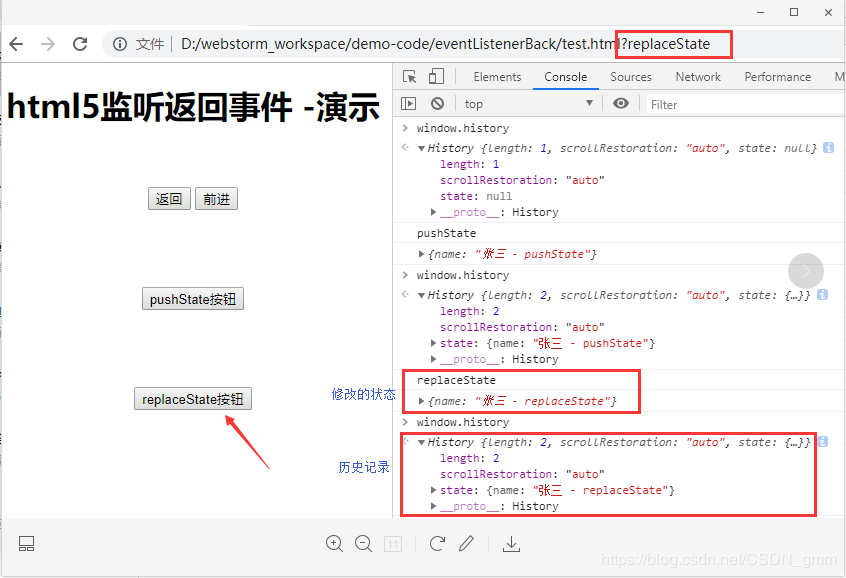 文件 D:/webstorm_workspace/demo-code/eventListenerBack/test.html?replaceState
html5监听返回事件 -演示
返回 前进
pushState按钮
replaceState按钮
修改的状态
历史记录
Elements Console Sources Network Performance M
top Filter
window.history
History {length: 1, scrollRestoration: "auto", state: null}
length: 1
scrollRestoration: "auto"
state: null
__proto__: History
pushState
{name: "张三 - pushState"}
window.history
History {length: 2, scrollRestoration: "auto", state: {…}}
length: 2
scrollRestoration: "auto"
state: {name: "张三 - pushState"}
__proto__: History
replaceState
{name: "张三 - replaceState"}
window.history
History {length: 2, scrollRestoration: "auto", state: {…}}
length: 2
scrollRestoration: "auto"
state: {name: "张三 - replaceState"}
__proto__: History
1:1
https://blog.csdn.net/CSDN_gmm